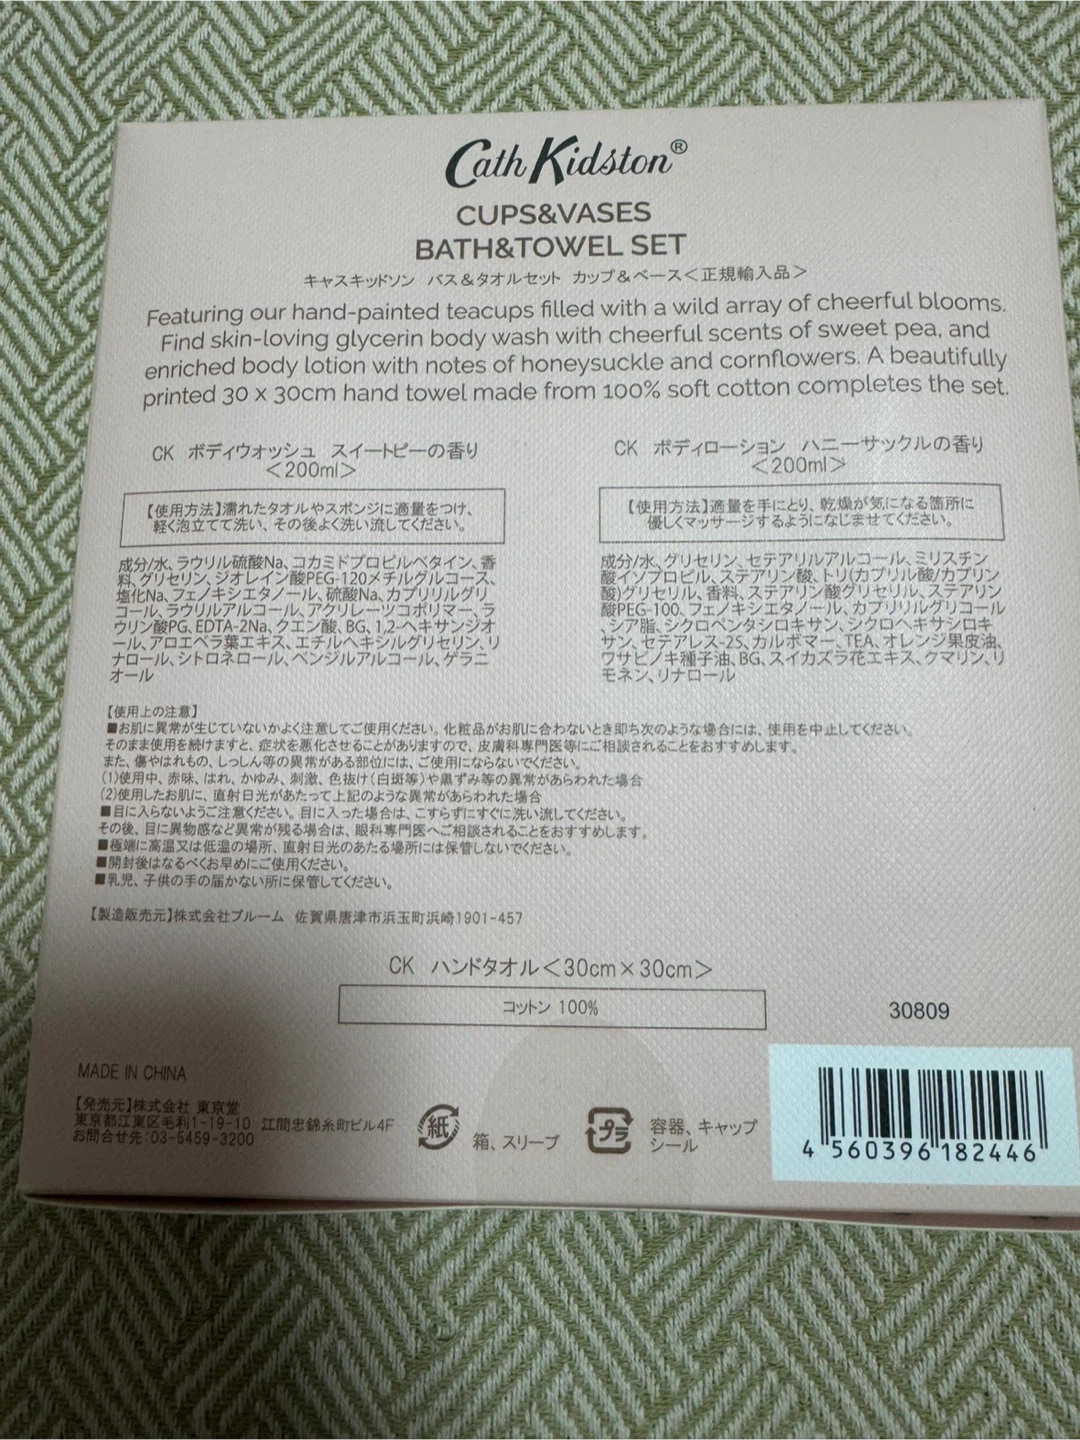 Cath Kidston®
CUPS&VASES
BATH&TOWEL SET
キャスキッドソン バス&タオルセット カップ&ベース<正規輸入品>
Featuring our hand-painted teacups filled with a wild array of cheerful blooms.
Find skin-loving glycerin body wash with cheerful scents of sweet pea, and
enriched body lotion with notes of honeysuckle and cornflowers. A beautifully
printed 30 x 30cm hand towel made from 100% soft cotton completes the set.
CK ボディウォッシュ スイートピーの香り
<200ml>
【使用方法】濡れたタオルやスポンジに適量をつけ、
軽く泡立てて洗い、その後よく洗い流してください。
成分/水、ラウリル硫酸Na、コカミドプロピルベタイン、香
料、グリセリン、ジオレイン酸PEG-120メチルグルコース、
塩化Na、フェノキシエタノール、硫酸Na、カプリリルグリ
コール、ラウリルアルコール、アクリレーツコポリマー、ラ
ウリン酸PG、EDTA-2Na、クエン酸、BG、1,2-ヘキサンジオ
ール、アロエベラ葉エキス、エチルヘキシルグリセリン、リ
ナロール、シトロネロール、ベンジルアルコール、ゲラニ
オール
CK ボディローション ハニーサックルの香り
<200ml>
【使用方法】適量を手にとり、乾燥が気になる箇所に
優しくマッサージするようになじませてください。
成分/水、グリセリン、セテアリルアルコール、ミリスチン
酸イソプロピル、ステアリン酸、トリ(カプリル酸/カプリン
酸)グリセリル、香料、ステアリン酸グリセリル、ステアリン
酸PEG-100、フェノキシエタノール、カプリリルグリコール
、シア脂、シクロペンタシロキサン、シクロヘキサシロキ
サン、セテアレス-25、カルボマー、TEA、オレンジ果皮油、
ワサビノキ種子油、BG、スイカズラ花エキス、クマリン、リ
モネン、リナロール
【使用上の注意】
■お肌に異常が生じていないかよく注意してご使用ください。化粧品がお肌に合わないとき即ち次のような場合には、使用を中止してください。
そのまま使用を続けますと、症状を悪化させることがありますので、皮膚科専門医等にご相談されることをおすすめします。
また、傷やはれもの、しっしん等の異常がある部位には、ご使用にならないでください。
(1)使用中、赤味、はれ、かゆみ、刺激、色抜け(白斑等)や黒ずみ等の異常があらわれた場合
(2)使用したお肌に、直射日光があたって上記のような異常があらわれた場合
■目に入らないようご注意ください。目に入った場合は、こすらずにすぐに洗い流してください。
その後、目に異物感など異常が残る場合は、眼科専門医へご相談されることをおすすめします。
■極端に高温又は低温の場所、直射日光のあたる場所には保管しないでください。
■開封後はなるべくお早めにご使用ください。
■乳児、子供の手の届かない所に保管してください。
【製造販売元】株式会社ブルーム 佐賀県唐津市浜玉町浜崎1901-457
CK ハンドタオル<30cm×30cm>
コットン 100%
30809
MADE IN CHINA
【発売元】株式会社 東京堂
東京都江東区毛利1-19-10 江間忠錦糸町ビル4F
お問合せ先:03-5459-3200
紙 箱、スリーブ
プラ 容器、キャップ
シール
4 560396 182446